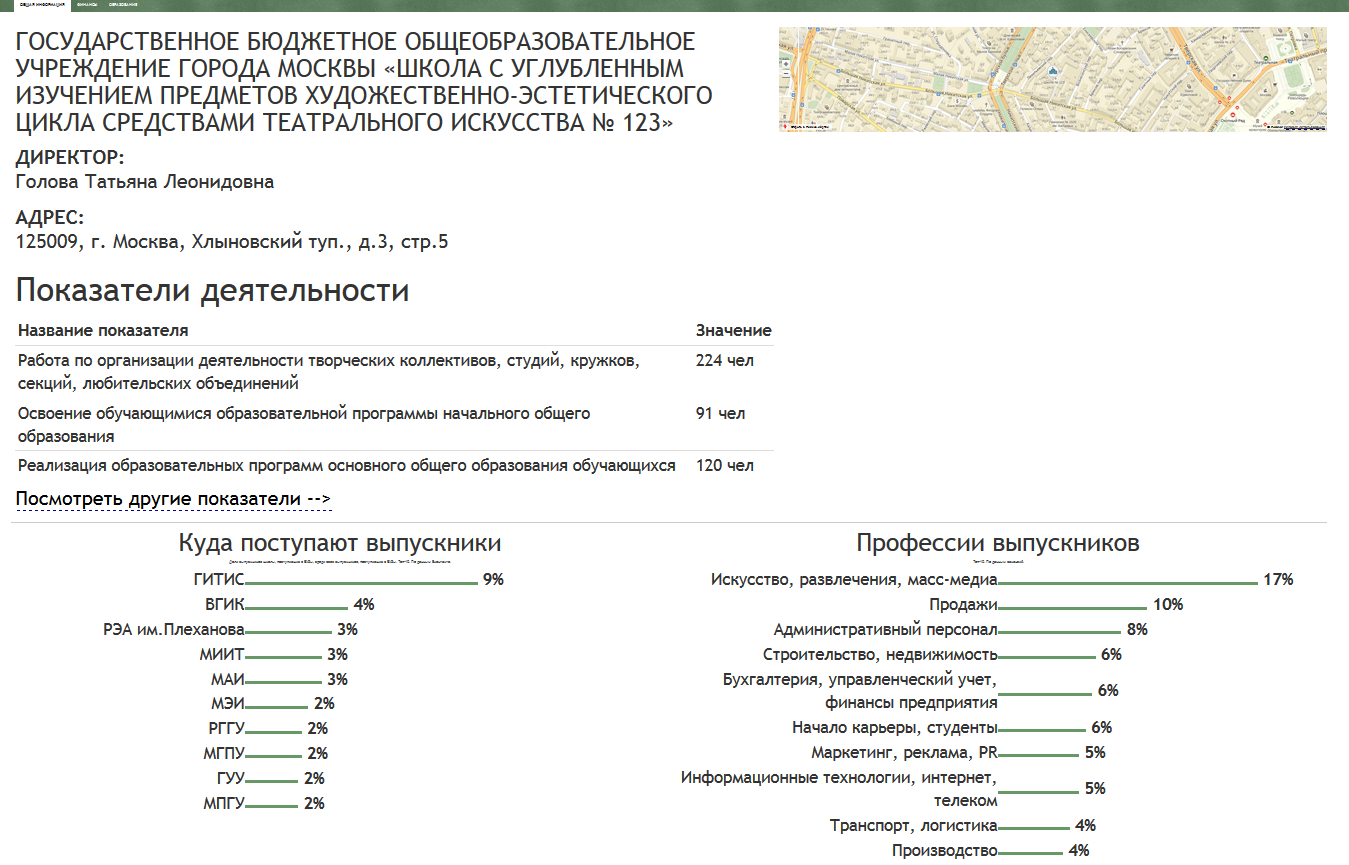 ОБЩАЯ ИНФОРМАЦИЯ ФИНАНСЫ ОБРАЗОВАНИЕ
ГОСУДАРСТВЕННОЕ БЮДЖЕТНОЕ ОБЩЕОБРАЗОВАТЕЛЬНОЕ
УЧРЕЖДЕНИЕ ГОРОДА МОСКВЫ «ШКОЛА С УГЛУБЛЕННЫМ
ИЗУЧЕНИЕМ ПРЕДМЕТОВ ХУДОЖЕСТВЕННО-ЭСТЕТИЧЕСКОГО
ЦИКЛА СРЕДСТВАМИ ТЕАТРАЛЬНОГО ИСКУССТВА № 123»
ДИРЕКТОР:
Голова Татьяна Леонидовна
АДРЕС:
125009, г. Москва, Хлыновский туп., д.3, стр.5
Показатели деятельности
Название показателя Значение
Работа по организации деятельности творческих коллективов, студий, кружков, 224 чел
секций, любительских объединений
Освоение обучающимися образовательной программы начального общего 91 чел
образования
Реализация образовательных программ основного общего образования обучающихся 120 чел
Посмотреть другие показатели -->
Куда поступают выпускники
ГИТИС 9%
ВГИК 4%
РЭА им.Плеханова 3%
МИИТ 3%
МАИ 3%
МЭИ 2%
РГГУ 2%
МГПУ 2%
ГУУ 2%
МПГУ 2%
Профессии выпускников
Искусство, развлечения, масс-медиа 17%
Продажи 10%
Административный персонал 8%
Строительство, недвижимость 6%
Бухгалтерия, управленческий учет, 6%
финансы предприятия
Начало карьеры, студенты 6%
Маркетинг, реклама, PR 5%
Информационные технологии, интернет, 5%
телеком
Транспорт, логистика 4%
Производство 4%